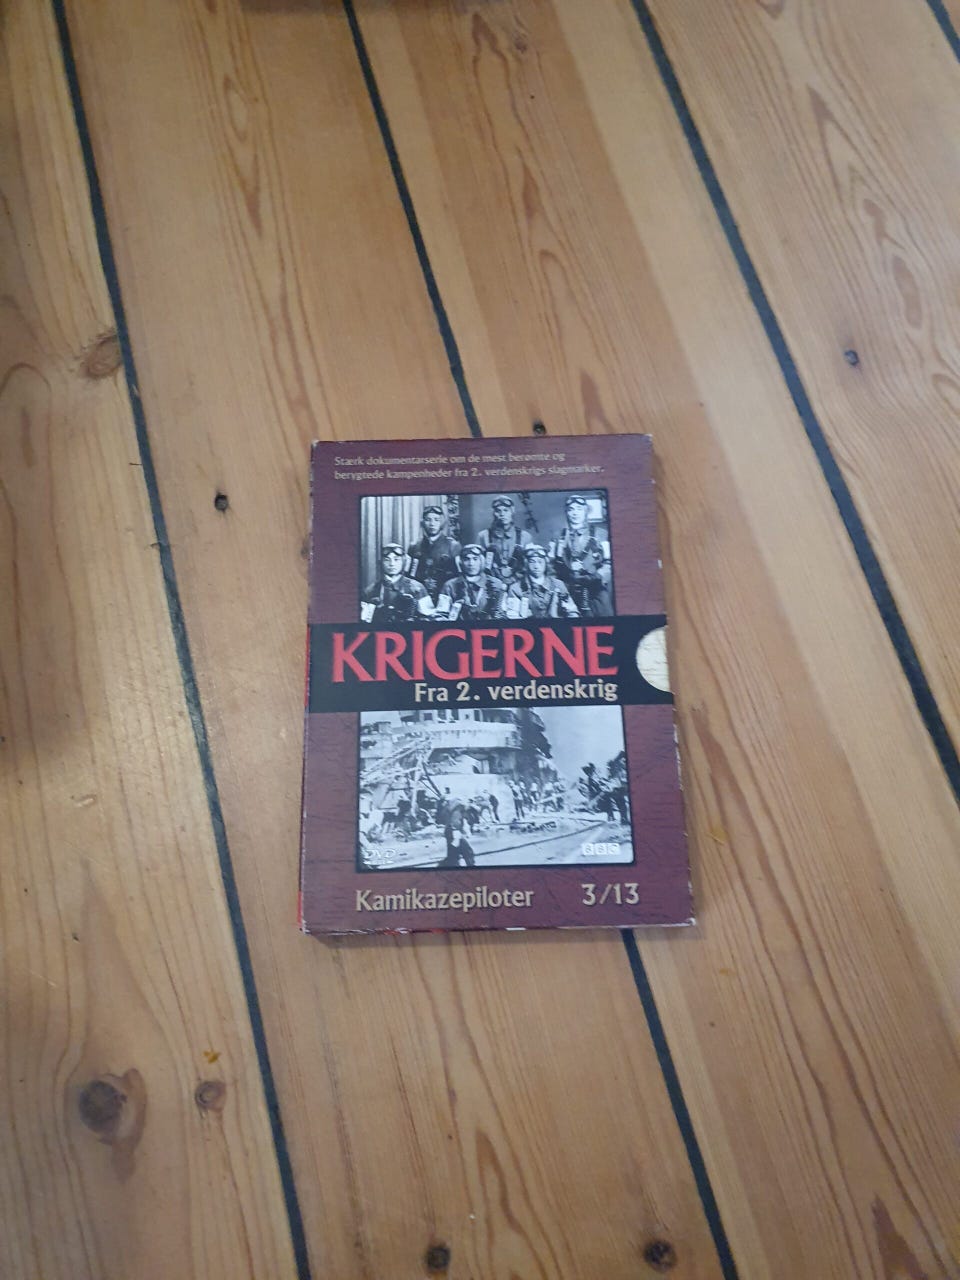 Stærk dokumentarserie om de mest berømte og
berygtede kampenheder fra 2. verdenskrigs slagmarker.
KRIGERNE
Fra 2. verdenskrig
DVD
BBC
Kamikazepiloter 3/13